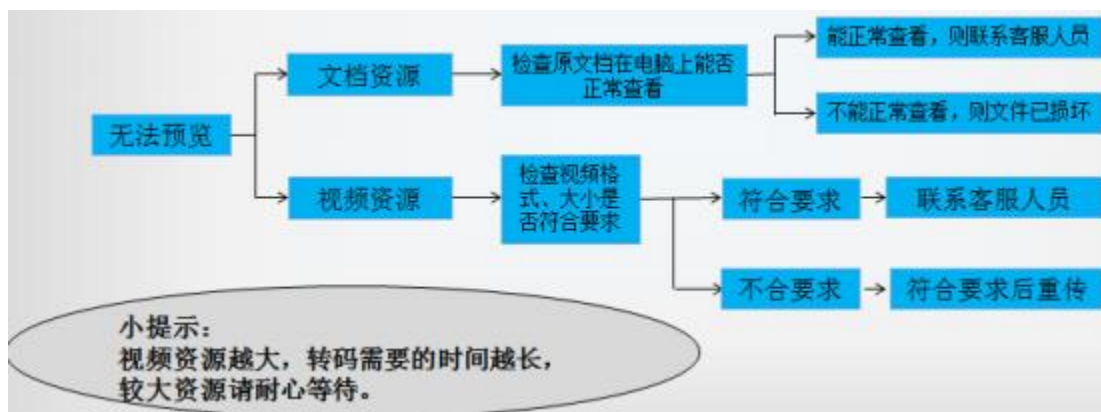 无法预览
文档资源
检查原文档在电脑上能否
正常查看
能正常查看，则联系客服人员
不能正常查看，则文件已损坏
视频资源
检查视频格
式、大小是
否符合要求
符合要求
联系客服人员
不合要求
符合要求后重传
小提示：
视频资源越大，转码需要的时间越长，
较大资源请耐心等待。